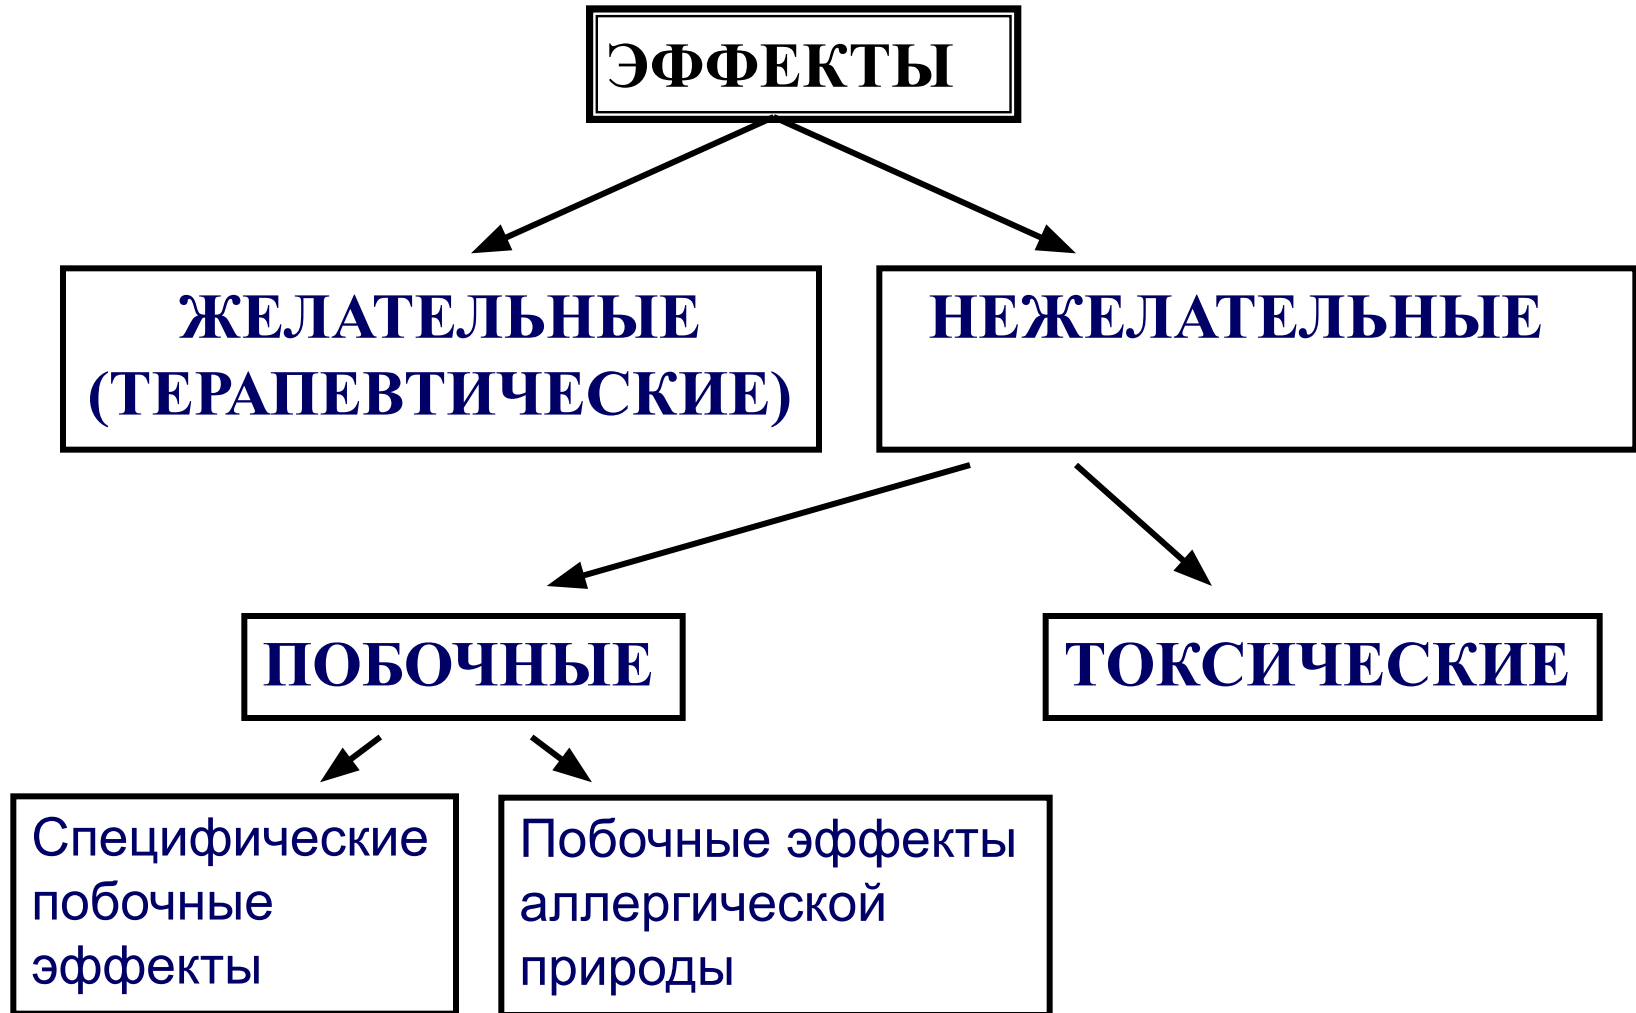 ЭФФЕКТЫ
ЖЕЛАТЕЛЬНЫЕ
(ТЕРАПЕВТИЧЕСКИЕ)
НЕЖЕЛАТЕЛЬНЫЕ
ПОБОЧНЫЕ
ТОКСИЧЕСКИЕ
Специфические
побочные
эффекты
Побочные эффекты
аллергической
природы